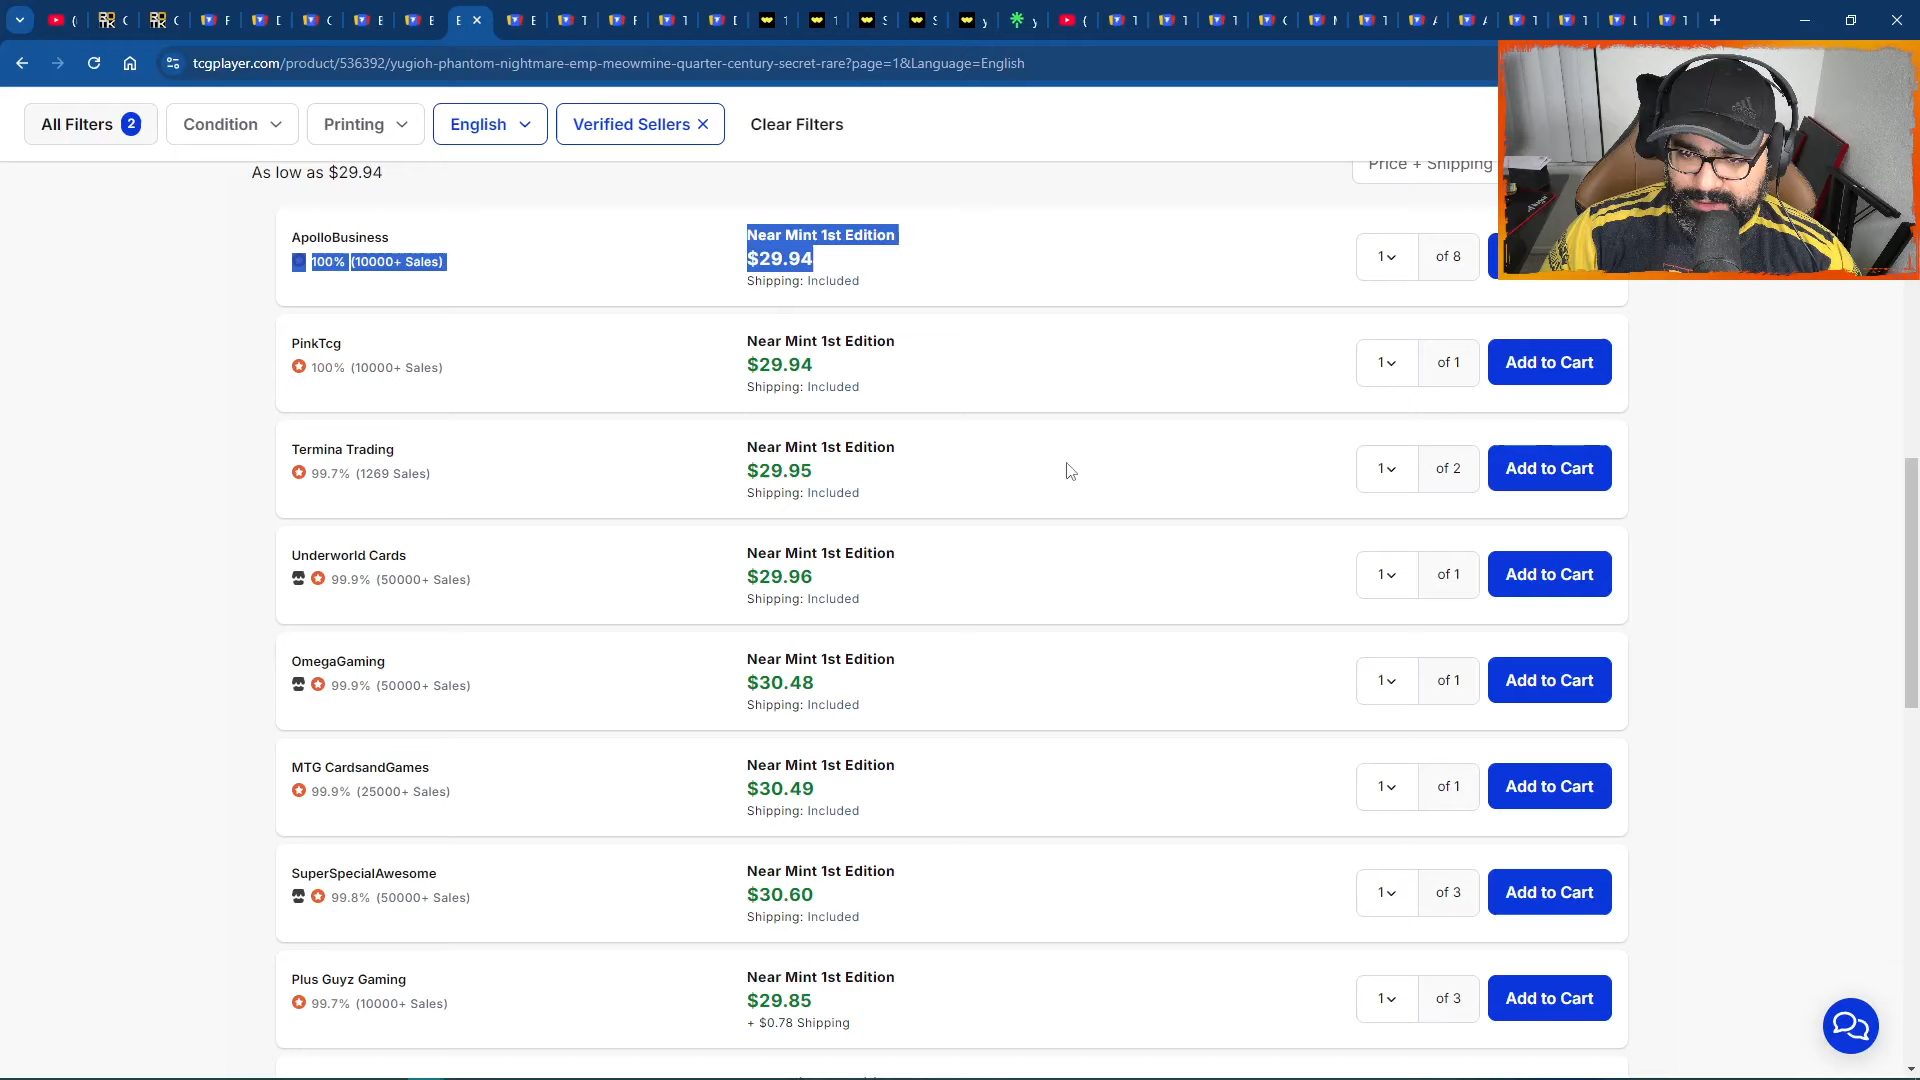 tcgplayer.com/product/536392/yugioh-phantom-nightmare-emp-meowmine-quarter-century-secret-rare?page=1&Language=English
All Filters 2
Condition
Printing
English
Verified Sellers
Clear Filters
As low as $29.94
Price + Shipping
ApolloBusiness
100% (10000+ Sales)
Near Mint 1st Edition
$29.94
Shipping: Included
1 of 8
PinkTcg
100% (10000+ Sales)
Near Mint 1st Edition
$29.94
Shipping: Included
1 of 1
Add to Cart
Termina Trading
99.7% (1269 Sales)
Near Mint 1st Edition
$29.95
Shipping: Included
1 of 2
Add to Cart
Underworld Cards
99.9% (50000+ Sales)
Near Mint 1st Edition
$29.96
Shipping: Included
1 of 1
Add to Cart
OmegaGaming
99.9% (50000+ Sales)
Near Mint 1st Edition
$30.48
Shipping: Included
1 of 1
Add to Cart
MTG CardsandGames
99.9% (25000+ Sales)
Near Mint 1st Edition
$30.49
Shipping: Included
1 of 1
Add to Cart
SuperSpecialAwesome
99.8% (50000+ Sales)
Near Mint 1st Edition
$30.60
Shipping: Included
1 of 3
Add to Cart
Plus Guyz Gaming
99.7% (10000+ Sales)
Near Mint 1st Edition
$29.85
+ $0.78 Shipping
1 of 3
Add to Cart